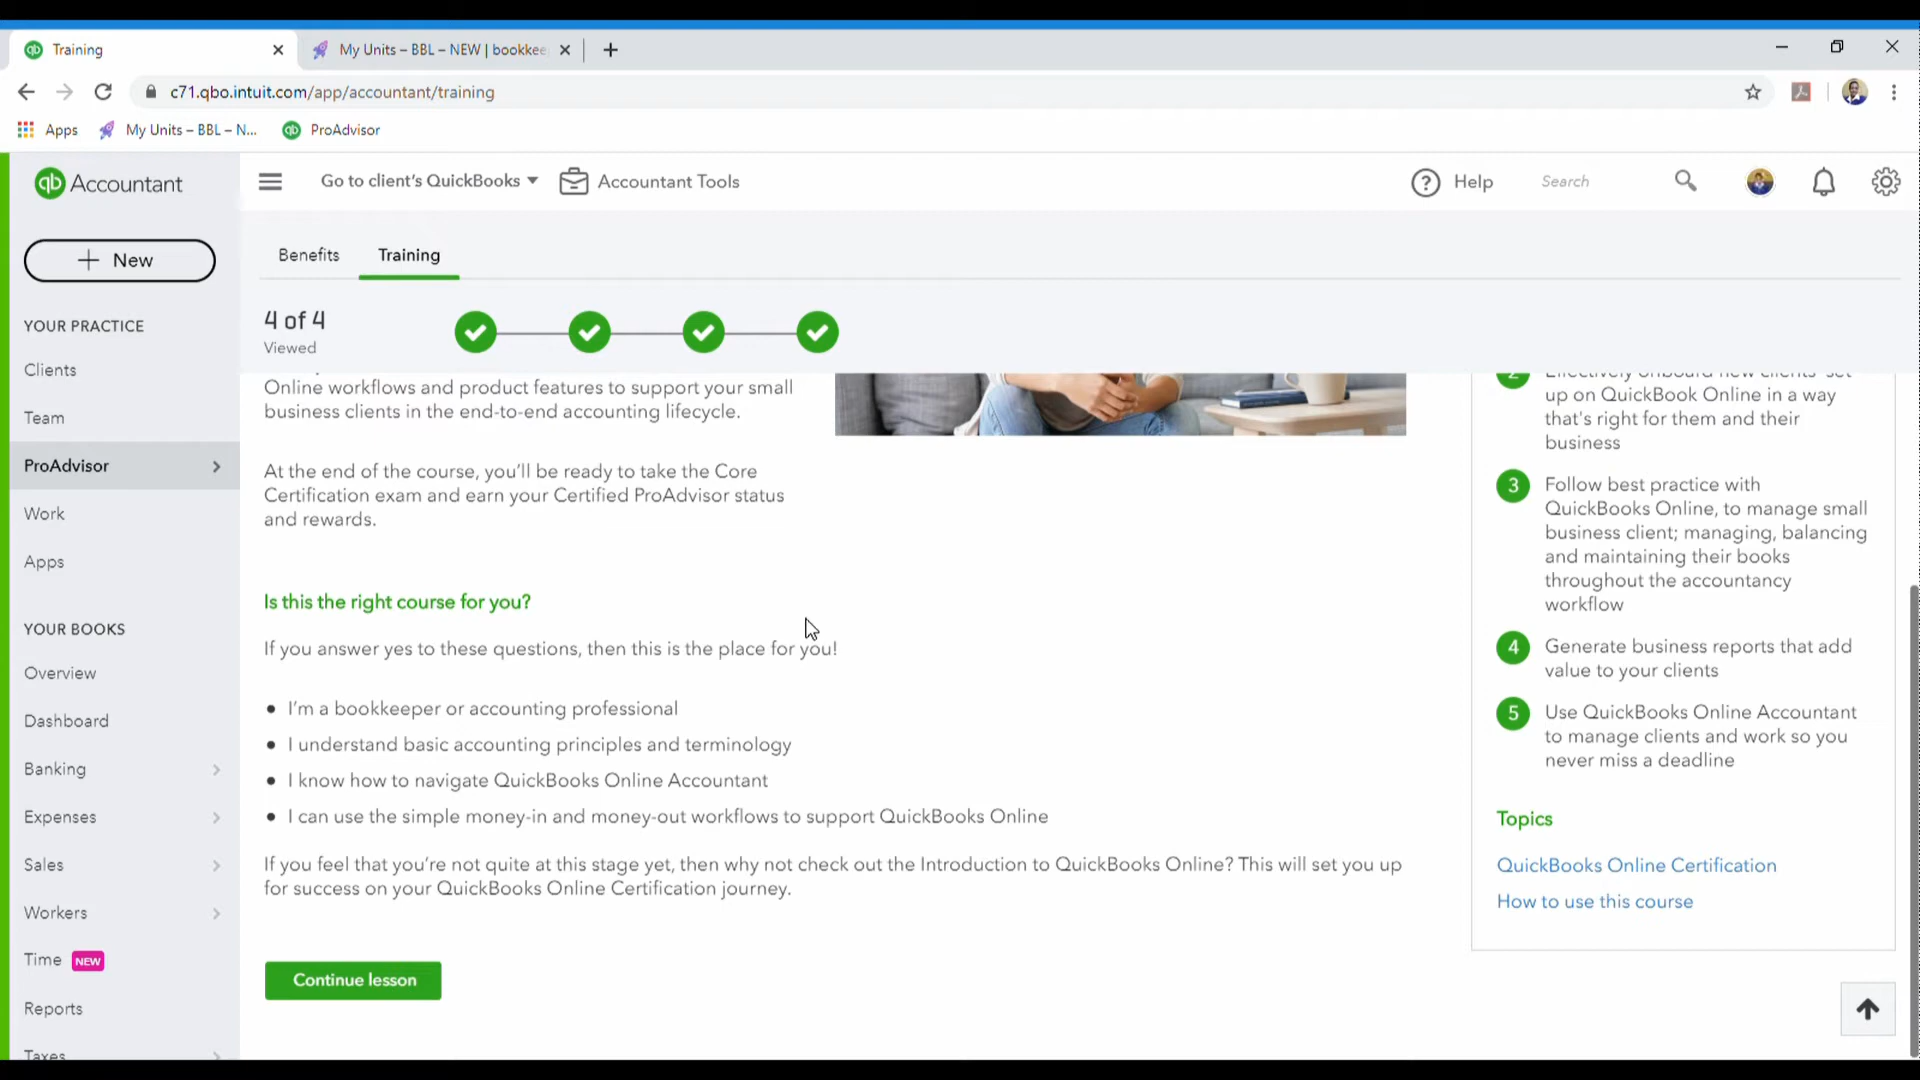 Training
My Units – BBL – NEW | bookkee
c71.qbo.intuit.com/app/accountant/training
Apps
My Units – BBL – N...
ProAdvisor
qb Accountant
Go to client's QuickBooks
Accountant Tools
Help
Search
New
Benefits
Training
4 of 4
Viewed
YOUR PRACTICE
Clients
Team
ProAdvisor
Work
Apps
YOUR BOOKS
Overview
Dashboard
Banking
Expenses
Sales
Workers
Time NEW
Reports
Taxes
Online workflows and product features to support your small
business clients in the end-to-end accounting lifecycle.
At the end of the course, you'll be ready to take the Core
Certification exam and earn your Certified ProAdvisor status
and rewards.
Is this the right course for you?
If you answer yes to these questions, then this is the place for you!
• I'm a bookkeeper or accounting professional
• I understand basic accounting principles and terminology
• I know how to navigate QuickBooks Online Accountant
• I can use the simple money-in and money-out workflows to support QuickBooks Online
If you feel that you're not quite at this stage yet, then why not check out the Introduction to QuickBooks Online? This will set you up
for success on your QuickBooks Online Certification journey.
Continue lesson
2 Effectively onboard new clients' set
up on QuickBook Online in a way
that's right for them and their
business
3 Follow best practice with
QuickBooks Online, to manage small
business client; managing, balancing
and maintaining their books
throughout the accountancy
workflow
4 Generate business reports that add
value to your clients
5 Use QuickBooks Online Accountant
to manage clients and work so you
never miss a deadline
Topics
QuickBooks Online Certification
How to use this course